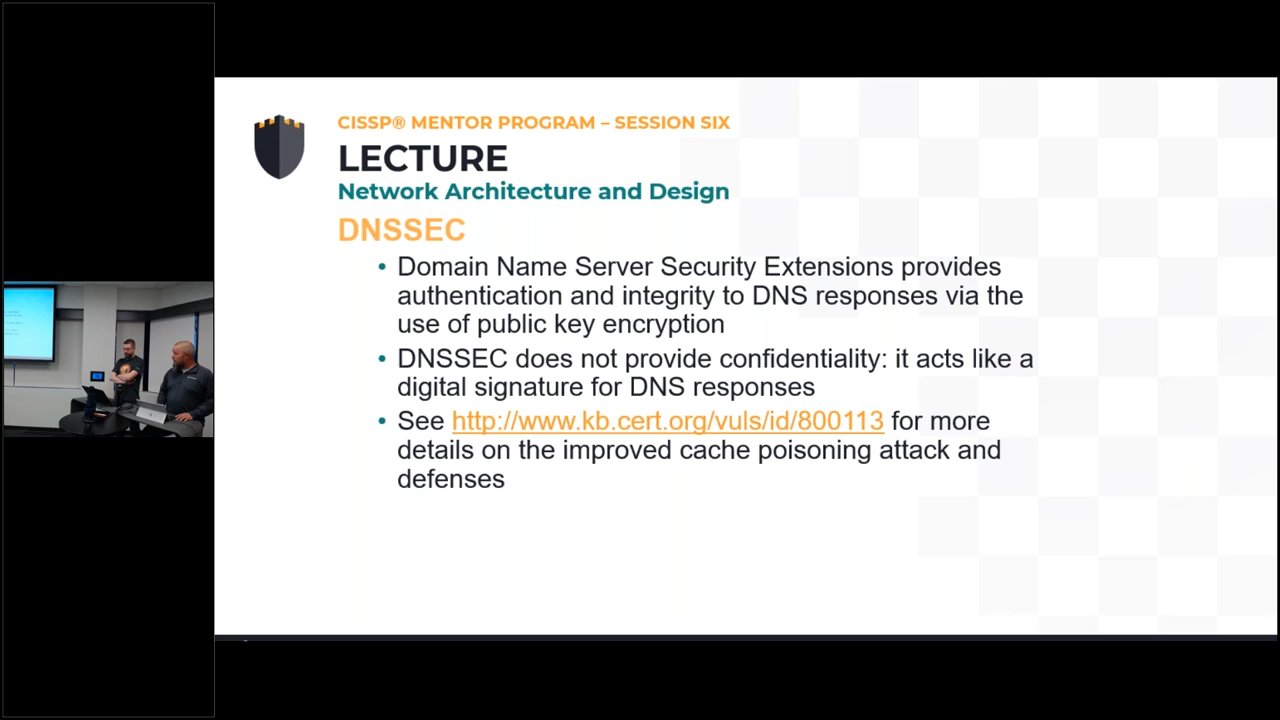 CISSP® MENTOR PROGRAM – SESSION SIX
LECTURE
Network Architecture and Design
DNSSEC
• Domain Name Server Security Extensions provides
authentication and integrity to DNS responses via the
use of public key encryption
• DNSSEC does not provide confidentiality: it acts like a
digital signature for DNS responses
• See http://www.kb.cert.org/vuls/id/800113 for more
details on the improved cache poisoning attack and
defenses